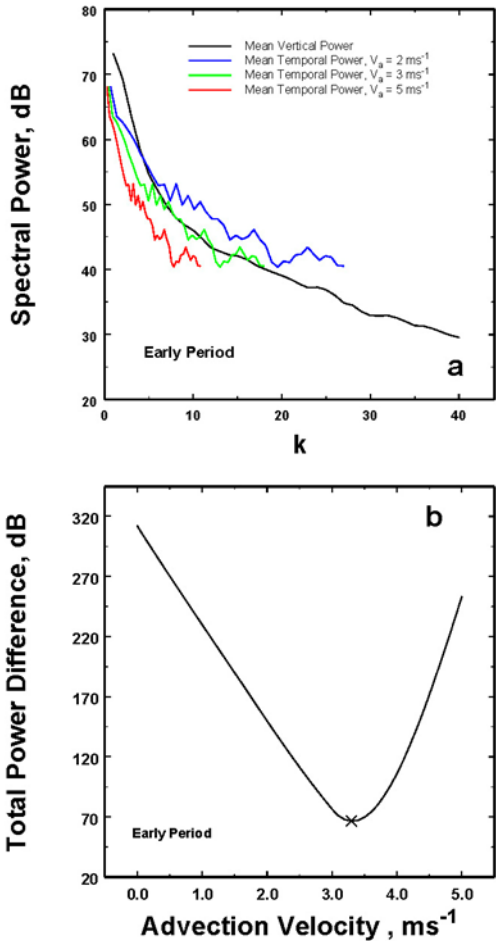 80
70
60
50
40
30
20
Spectral Power, dB
Mean Vertical Power
Mean Temporal Power, Va = 2 ms-1
Mean Temporal Power, Va = 3 ms-1
Mean Temporal Power, Va = 5 ms-1
Early Period
a
0 10 20 30 40
k
320
270
220
170
120
70
20
Total Power Difference, dB
b
Early Period
0.0 1.0 2.0 3.0 4.0 5.0
Advection Velocity , ms-1